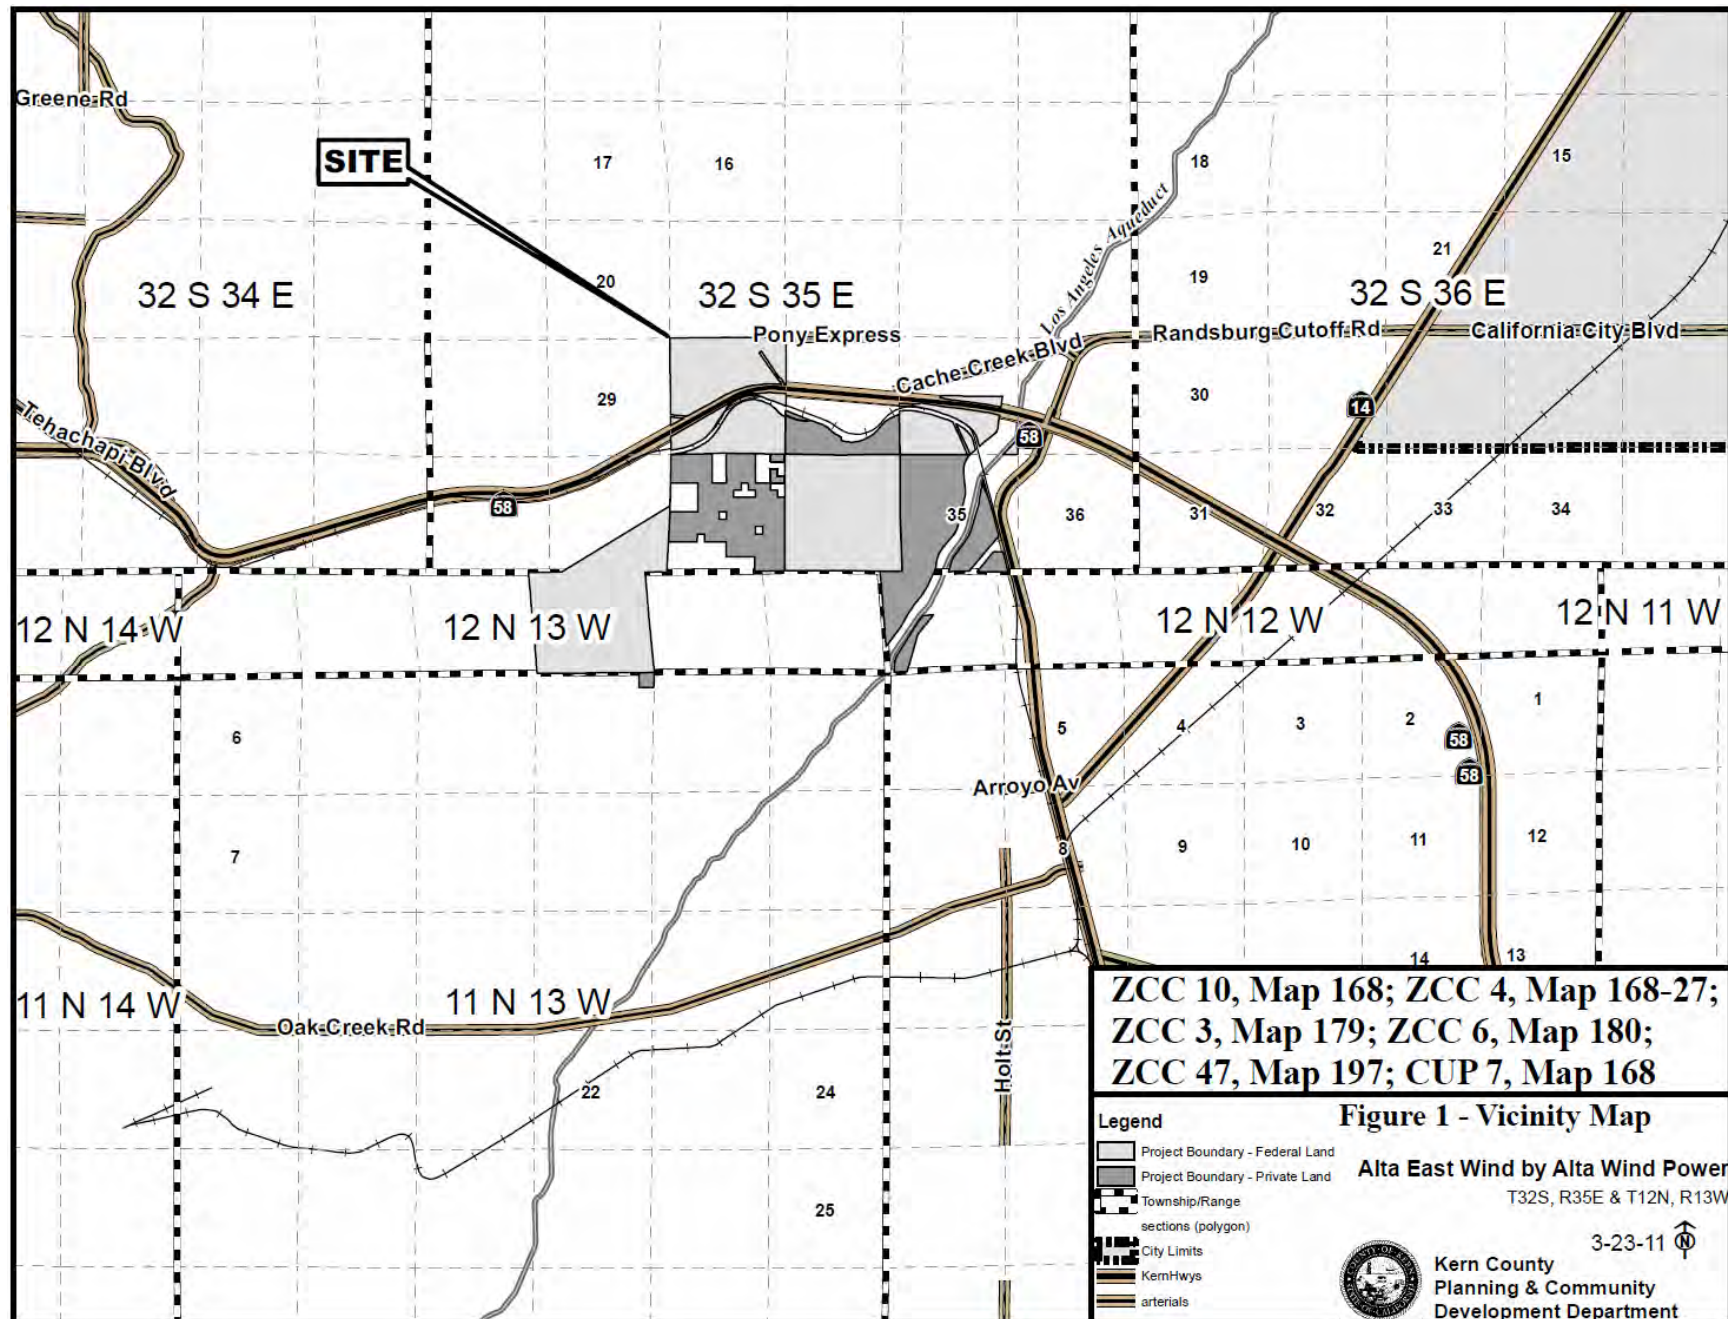 Greene Rd
SITE
17
16
18
15
Los Angeles Aqueduct
21
20
19
32 S 34 E
32 S 35 E
32 S 36 E
Pony Express
Randsburg Cutoff Rd
California City Blvd
Cache Creek Blvd
29
30
14
Tehachapi Blvd
58
58
35
36
31
32
33
34
12 N 14 W
12 N 13 W
12 N 12 W
12 N 11 W
6
5
4
3
2
1
58
58
Arroyo Av
7
8
9
10
11
12
14
13
11 N 14 W
11 N 13 W
Oak Creek Rd
Holt St
22
24
25
ZCC 10, Map 168; ZCC 4, Map 168-27;
ZCC 3, Map 179; ZCC 6, Map 180;
ZCC 47, Map 197; CUP 7, Map 168
Figure 1 - Vicinity Map
Legend
Project Boundary - Federal Land
Project Boundary - Private Land
Township/Range
sections (polygon)
City Limits
KernHwys
arterials
Alta East Wind by Alta Wind Power
T32S, R35E & T12N, R13W
3-23-11
N
Kern County
Planning & Community
Development Department